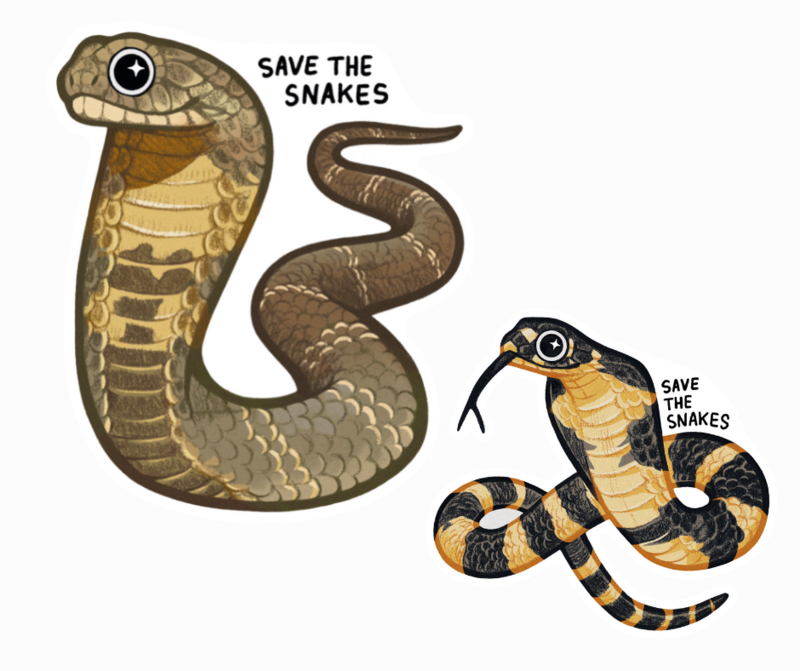 SAVE THE
SNAKES
SAVE
THE
SNAKES